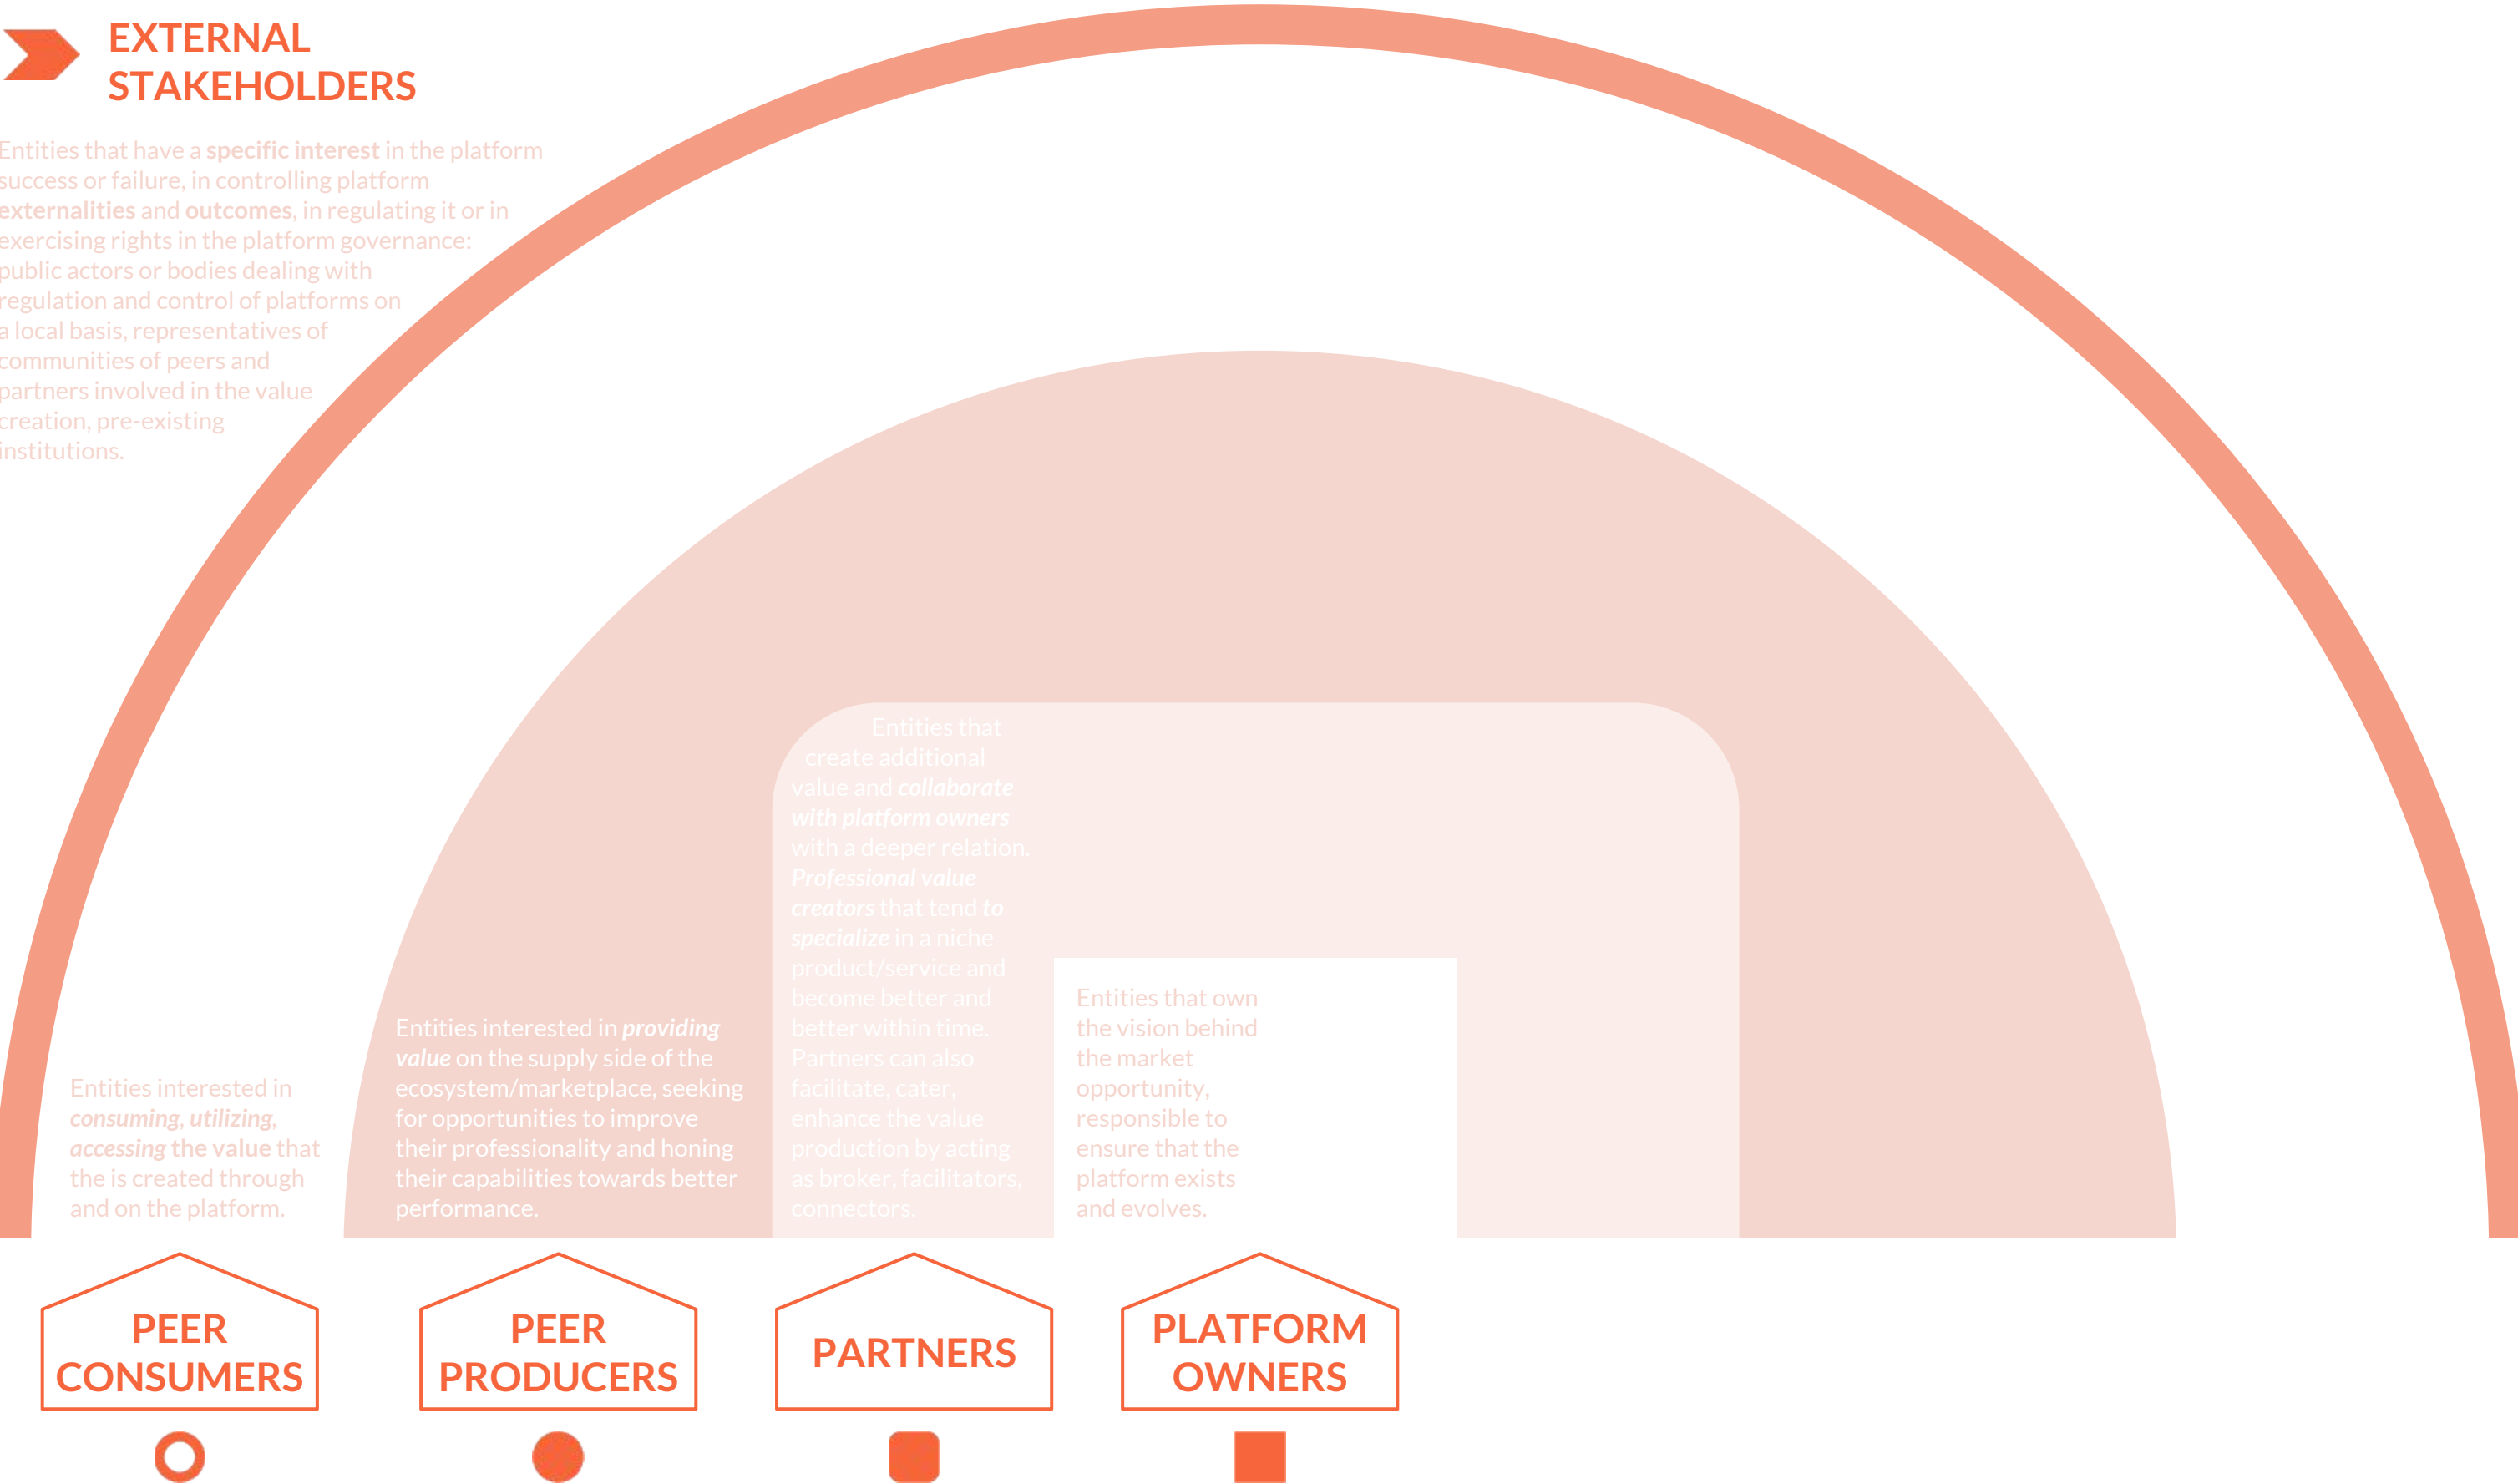 EXTERNAL
STAKEHOLDERS
Entities that have a specific interest in the platform
success or failure, in controlling platform
externalities and outcomes, in regulating it or in
exercising rights in the platform governance:
public actors or bodies dealing with
regulation and control of platforms on
a local basis, representatives of
communities of peers and
partners involved in the value
creation, pre-existing
institutions.
Entities interested in
consuming, utilizing,
accessing the value that
the is created through
and on the platform.
Entities interested in providing
value on the supply side of the
ecosystem/marketplace, seeking
for opportunities to improve
their professionality and honing
their capabilities towards better
performance.
Entities that
create additional
value and collaborate
with platform owners
with a deeper relation.
Professional value
creators that tend to
specialize in a niche
product/service and
become better and
better within time.
Partners can also
facilitate, cater,
enhance the value
production by acting
as broker, facilitators,
connectors.
Entities that own
the vision behind
the market
opportunity,
responsible to
ensure that the
platform exists
and evolves.
PEER
CONSUMERS
PEER
PRODUCERS
PARTNERS
PLATFORM
OWNERS